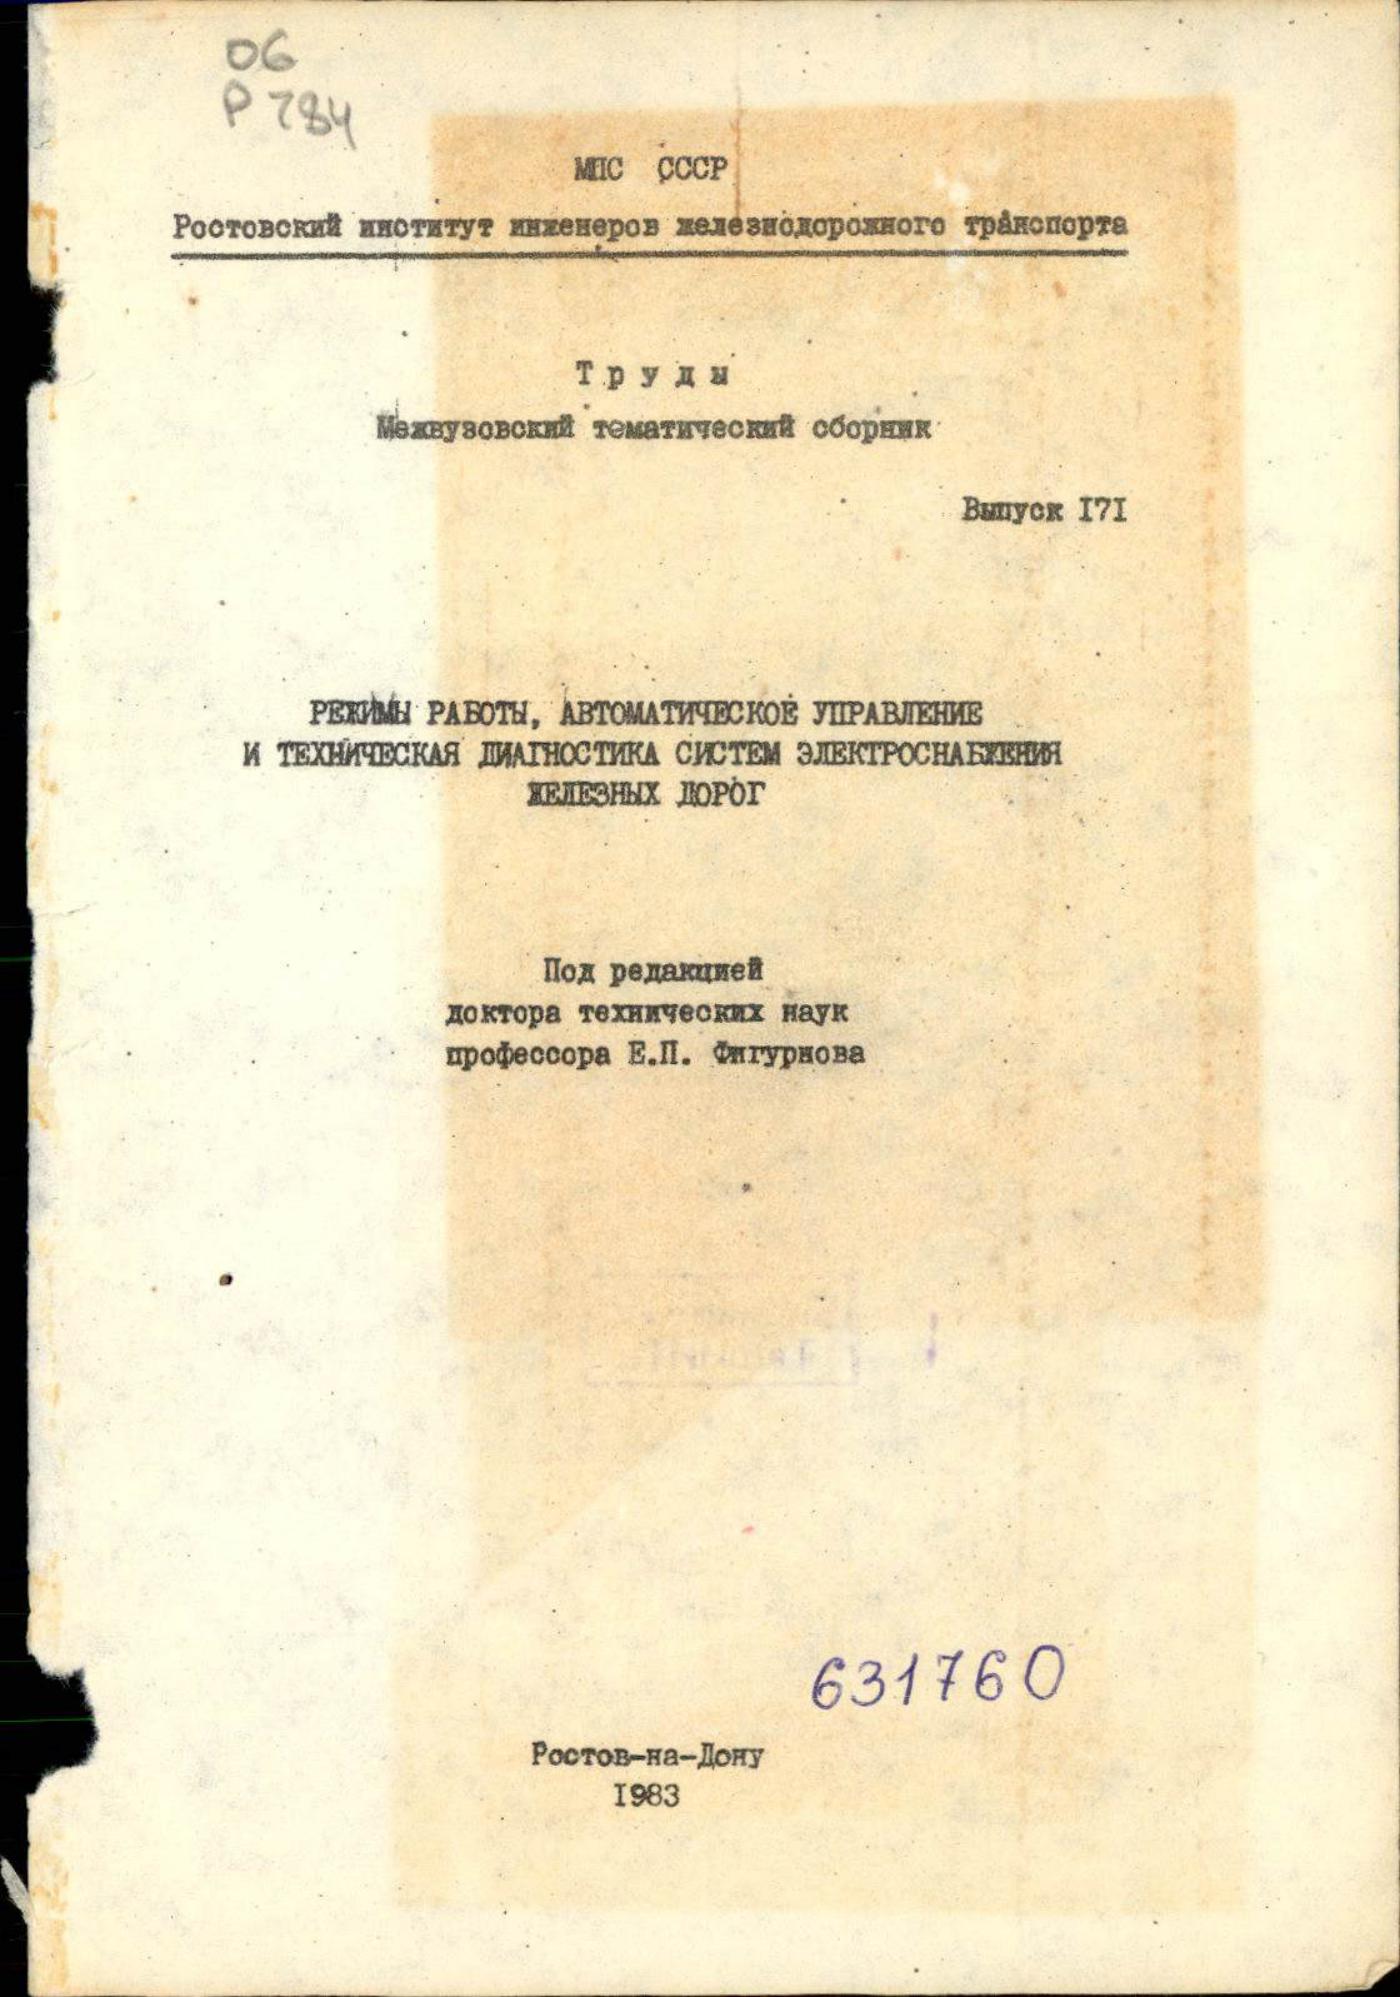 06
Р 784
МПС СССР
Ростовский институт инженеров железнодорожного транспорта
Труды
Межвузовский тематический сборник
Выпуск I7I
РЕЖИМЫ РАБОТЫ, АВТОМАТИЧЕСКОЕ УПРАВЛЕНИЕ
И ТЕХНИЧЕСКАЯ ДИАГНОСТИКА СИСТЕМ ЭЛЕКТРОСНАБЖЕНИЯ
ЖЕЛЕЗНЫХ ДОРОГ
Под редакцией
доктора технических наук
профессора Е.П. Фигурнова
631760
Ростов-на-Дону
I983